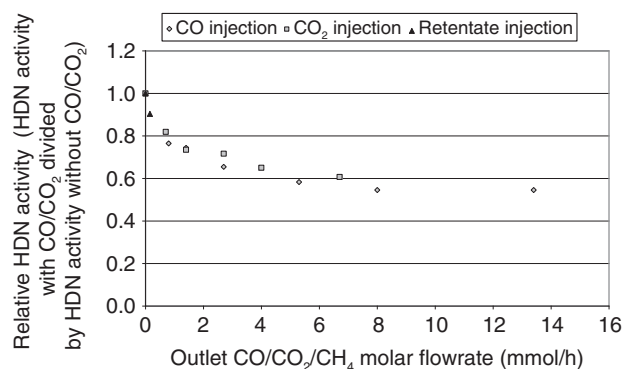 CO injection CO₂ injection Retentate injection
Relative HDN activity (HDN activity
with CO/CO₂ divided
by HDN activity without CO/CO₂)
1.2
1.0
0.8
0.6
0.4
0.2
0.0
0 2 4 6 8 10 12 14 16
Outlet CO/CO₂/CH₄ molar flowrate (mmol/h)